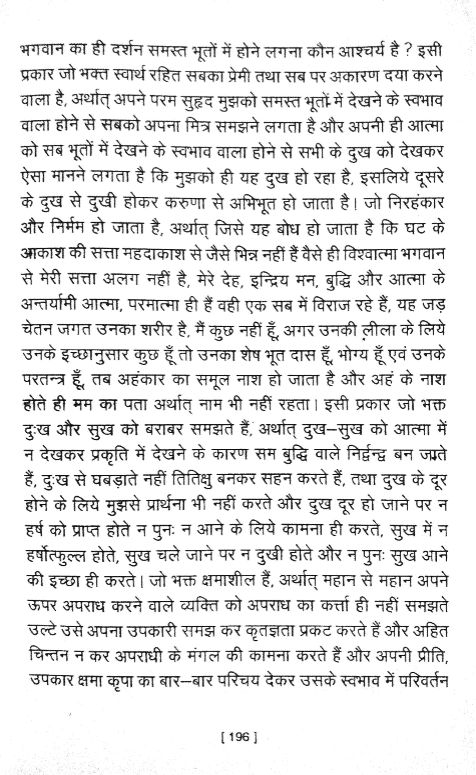 भगवान का ही दर्शन समस्त भूतों में होने लगना कौन आश्चर्य है ? इसी
प्रकार जो भक्त स्वार्थ रहित सबका प्रेमी तथा सब पर अकारण दया करने
वाला है, अर्थात् अपने परम सुहृद मुझको समस्त भूतों में देखने के स्वभाव
वाला होने से सबको अपना मित्र समझने लगता है और अपनी ही आत्मा
को सब भूतों में देखने के स्वभाव वाला होने से सभी के दुख को देखकर
ऐसा मानने लगता है कि मुझको ही यह दुख हो रहा है, इसलिये दूसरे
के दुख से दुखी होकर करुणा से अभिभूत हो जाता है। जो निरहंकार
और निर्मम हो जाता है, अर्थात् जिसे यह बोध हो जाता है कि घट के
आकाश की सत्ता महदाकाश से जैसे भिन्न नहीं हैं वैसे ही विश्वात्मा भगवान
से मेरी सत्ता अलग नहीं है, मेरे देह, इन्द्रिय मन, बुद्धि और आत्मा के
अन्तर्यामी आत्मा, परमात्मा ही हैं वही एक सब में विराज रहे हैं, यह जड़
चेतन जगत उनका शरीर है, मैं कुछ नहीं हूँ, अगर उनकी लीला के लिये
उनके इच्छानुसार कुछ हूँ तो उनका शेष भूत दास हूँ, भोग्य हूँ एवं उनके
परतन्त्र हूँ, तब अहंकार का समूल नाश हो जाता है और अहं के नाश
होते ही मम का पता अर्थात् नाम भी नहीं रहता। इसी प्रकार जो भक्त
दुःख और सुख को बराबर समझते हैं, अर्थात् दुख–सुख को आत्मा में
न देखकर प्रकृति में देखने के कारण सम बुद्धि वाले निर्द्वन्द्व बन जाते
हैं, दुःख से घबड़ाते नहीं तितिक्षु बनकर सहन करते हैं, तथा दुख के दूर
होने के लिये मुझसे प्रार्थना भी नहीं करते और दुख दूर हो जाने पर न
हर्ष को प्राप्त होते न पुनः न आने के लिये कामना ही करते, सुख में न
हर्षोत्फुल्ल होते, सुख चले जाने पर न दुखी होते और न पुनः सुख आने
की इच्छा ही करते। जो भक्त क्षमाशील हैं, अर्थात् महान से महान अपने
ऊपर अपराध करने वाले व्यक्ति को अपराध का कर्त्ता ही नहीं समझते
उल्टे उसे अपना उपकारी समझ कर कृतज्ञता प्रकट करते हैं और अहित
चिन्तन न कर अपराधी के मंगल की कामना करते हैं और अपनी प्रीति,
उपकार क्षमा कृपा का बार–बार परिचय देकर उसके स्वभाव में परिवर्तन
[ 196 ]